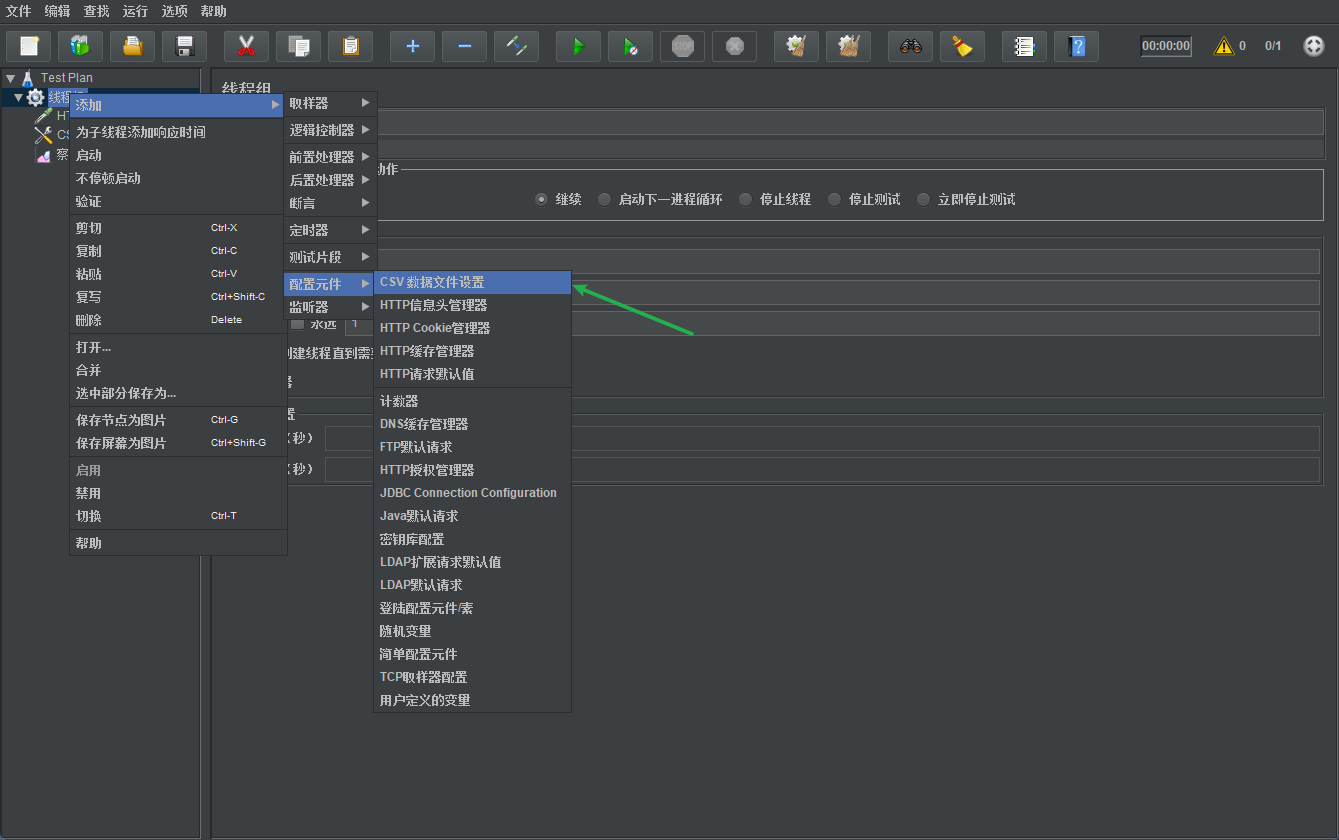 文件 编辑 查找 运行 选项 帮助
00:00:00 0 0/1
Test Plan
线程组
HT
CS
察
添加
为子线程添加响应时间
启动
不停顿启动
验证
剪切 Ctrl-X
复制 Ctrl-C
粘贴 Ctrl-V
复写 Ctrl+Shift-C
删除 Delete
打开...
合并
选中部分保存为...
保存节点为图片 Ctrl-G
保存屏幕为图片 Ctrl+Shift-G
启用
禁用
切换 Ctrl-T
帮助
取样器
逻辑控制器
前置处理器
后置处理器
断言
定时器
测试片段
配置元件
监听器
CSV 数据文件设置
HTTP信息头管理器
HTTP Cookie管理器
HTTP缓存管理器
HTTP请求默认值
计数器
DNS缓存管理器
FTP默认请求
HTTP授权管理器
JDBC Connection Configuration
Java默认请求
密钥库配置
LDAP扩展请求默认值
LDAP默认请求
登陆配置元件/素
随机变量
简单配置元件
TCP取样器配置
用户定义的变量
线程组
动作
继续 启动下一进程循环 停止线程 停止测试 立即停止测试
永远 1
创建线程直到需要
器
置
（秒）
（秒）